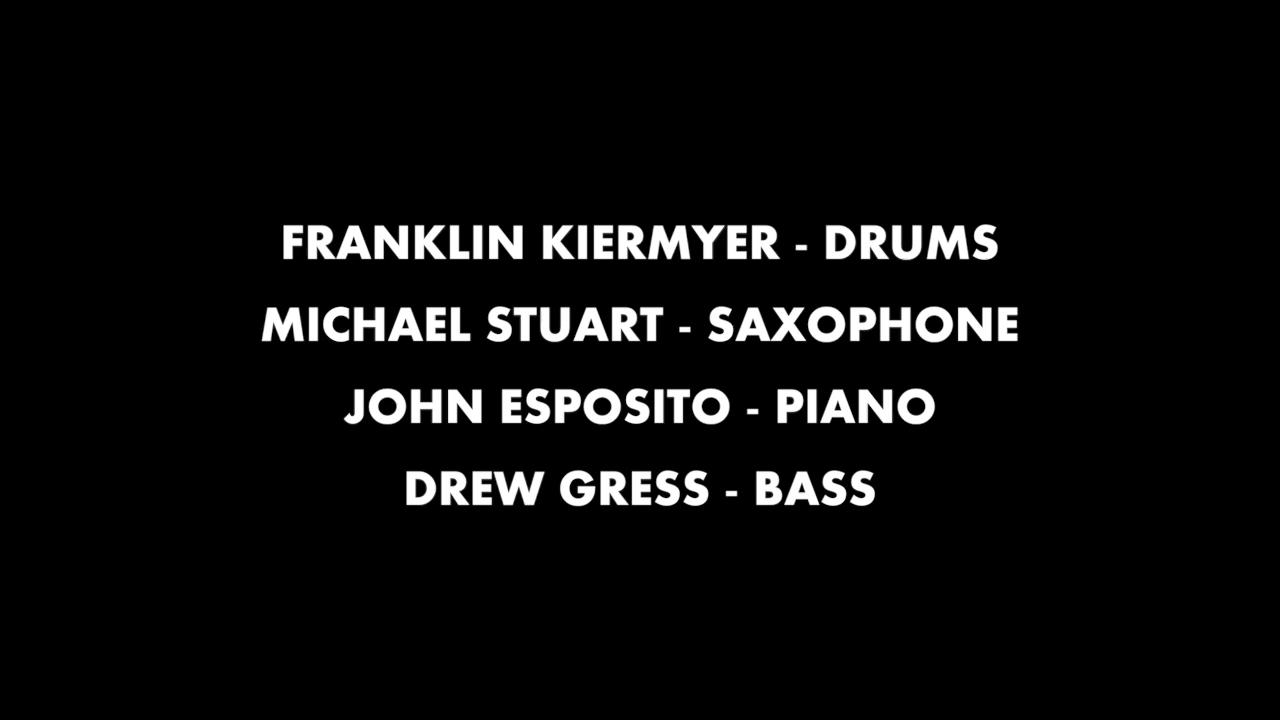 FRANKLIN KIERMYER - DRUMS
MICHAEL STUART - SAXOPHONE
JOHN ESPOSITO - PIANO
DREW GRESS - BASS